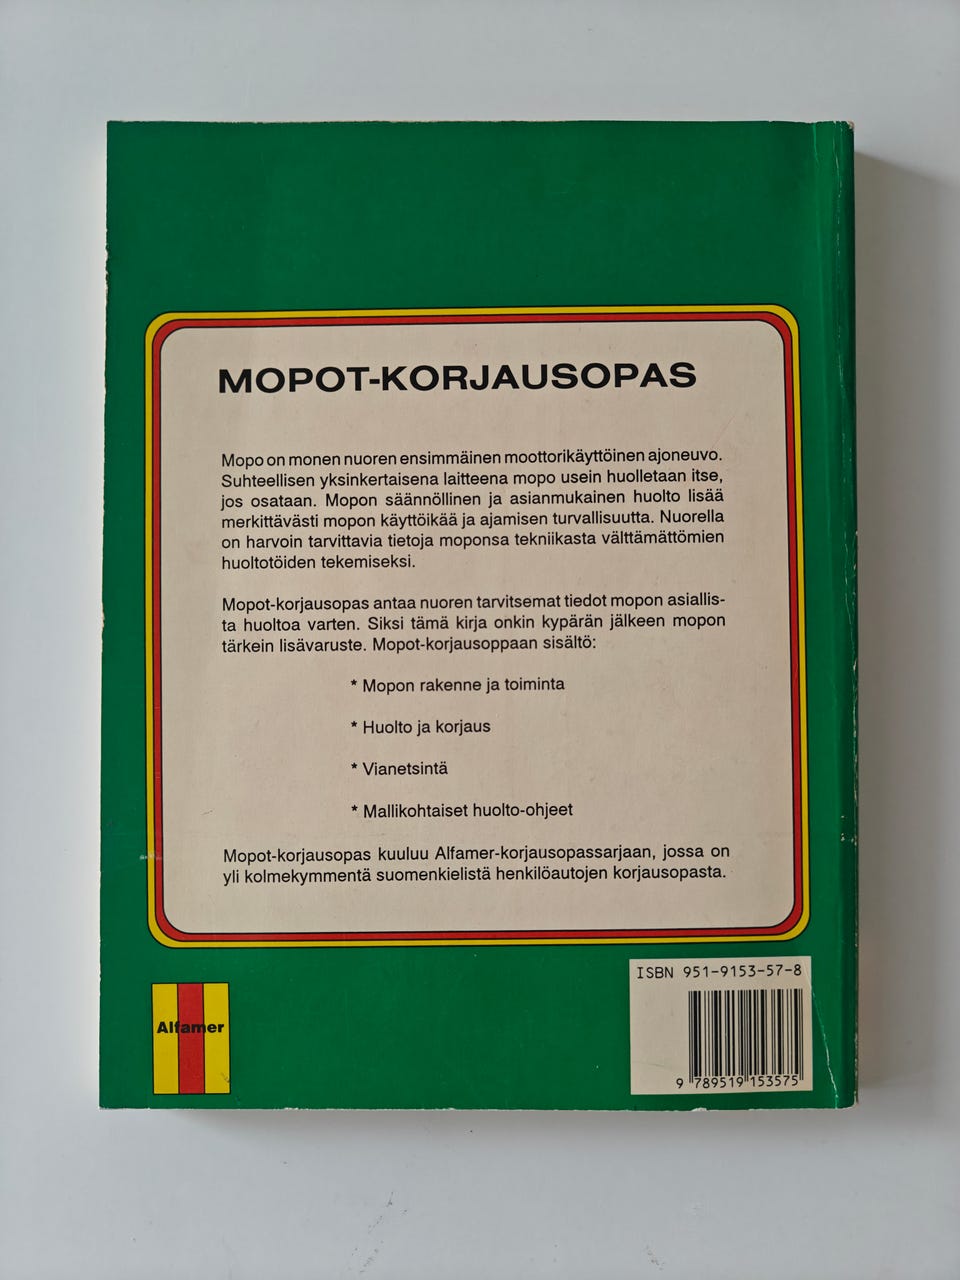 MOPOT-KORJAUSOPAS
Mopo on monen nuoren ensimmäinen moottorikäyttöinen ajoneuvo.
Suhteellisen yksinkertaisena laitteena mopo usein huolletaan itse,
jos osataan. Mopon säännöllinen ja asianmukainen huolto lisää
merkittävästi mopon käyttöikää ja ajamisen turvallisuutta. Nuorella
on harvoin tarvittavia tietoja moponsa tekniikasta välttämättömien
huoltotöiden tekemiseksi.
Mopot-korjausopas antaa nuoren tarvitsemat tiedot mopon asiallis-
ta huoltoa varten. Siksi tämä kirja onkin kypärän jälkeen mopon
tärkein lisävaruste. Mopot-korjausoppaan sisältö:
* Mopon rakenne ja toiminta
* Huolto ja korjaus
* Vianetsintä
* Mallikohtaiset huolto-ohjeet
Mopot-korjausopas kuuluu Alfamer-korjausopassarjaan, jossa on
yli kolmekymmentä suomenkielistä henkilöautojen korjausopasta.
ISBN 951-9153-57-8
Alfamer
9 789519 153575